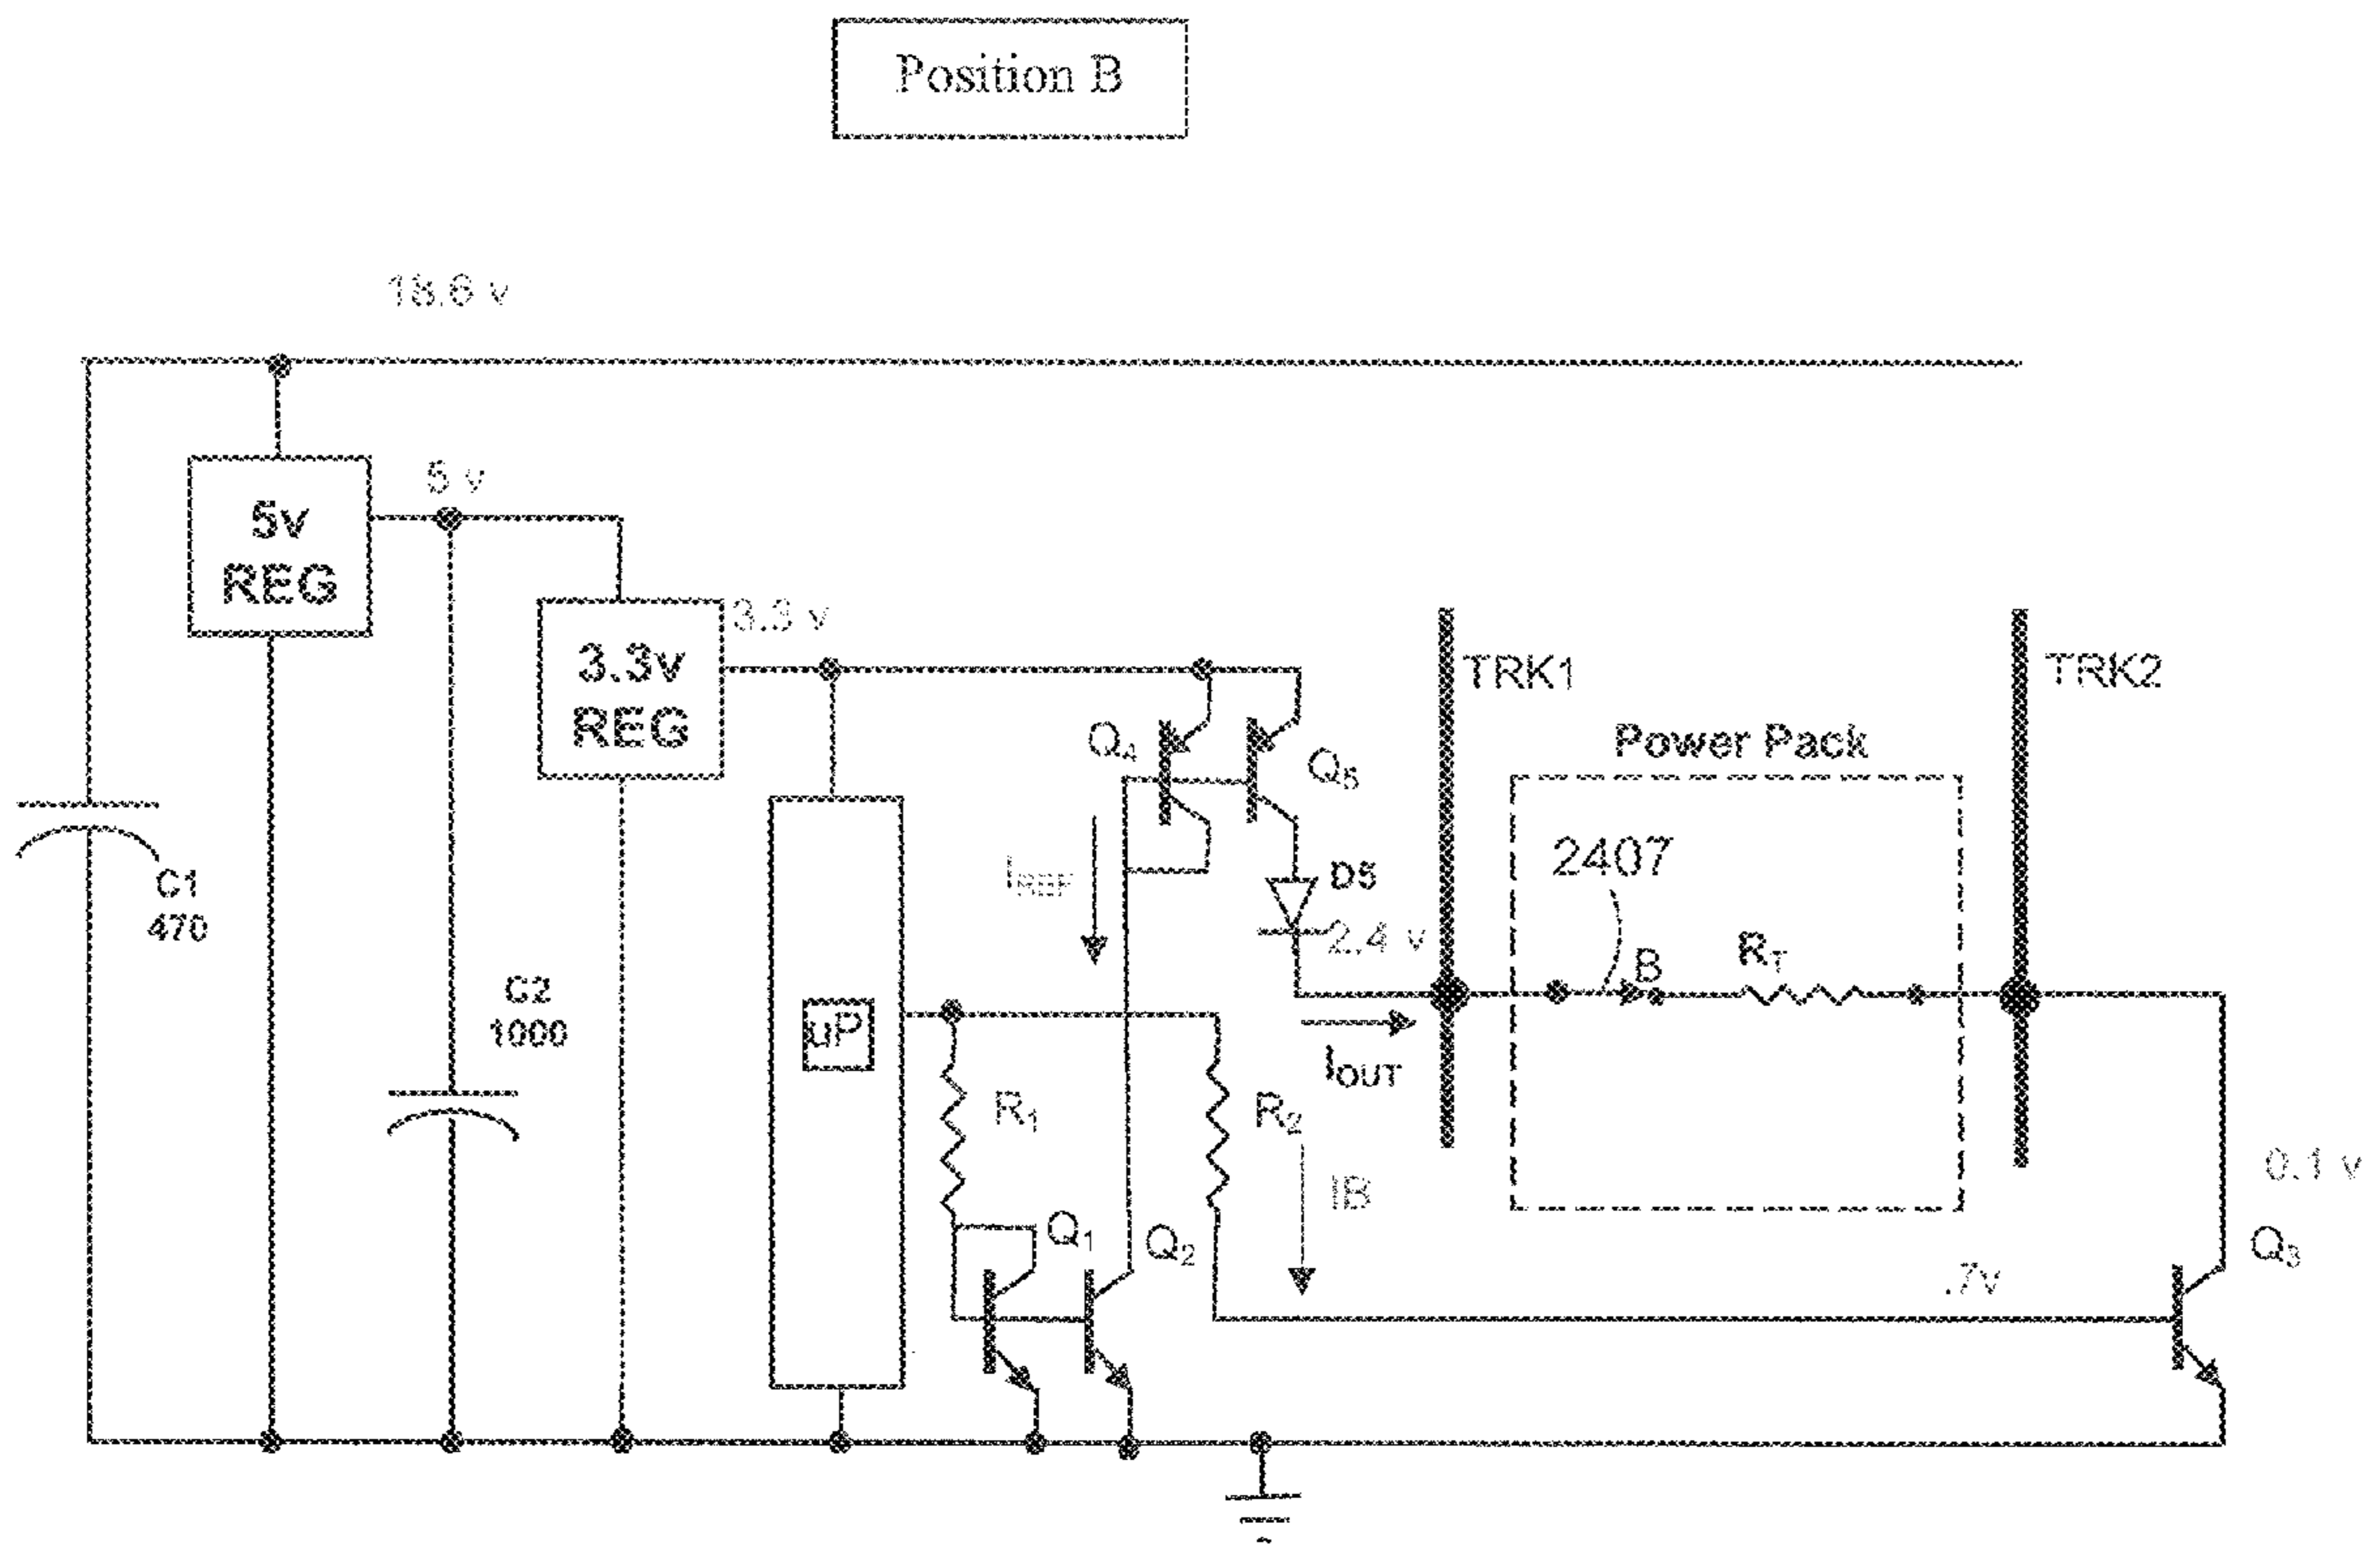 Position B
18.6 v
5 v
5v
REG
3.3 v
3.3v
REG
TRK1
TRK2
Power Pack
Q4
Q5
2407
IREF
D5
2.4 v
C1
470
B
RT
C2
1000
uP
IOUT
R1
R2
IB
0.1 v
Q1
Q2
Q3
.7v